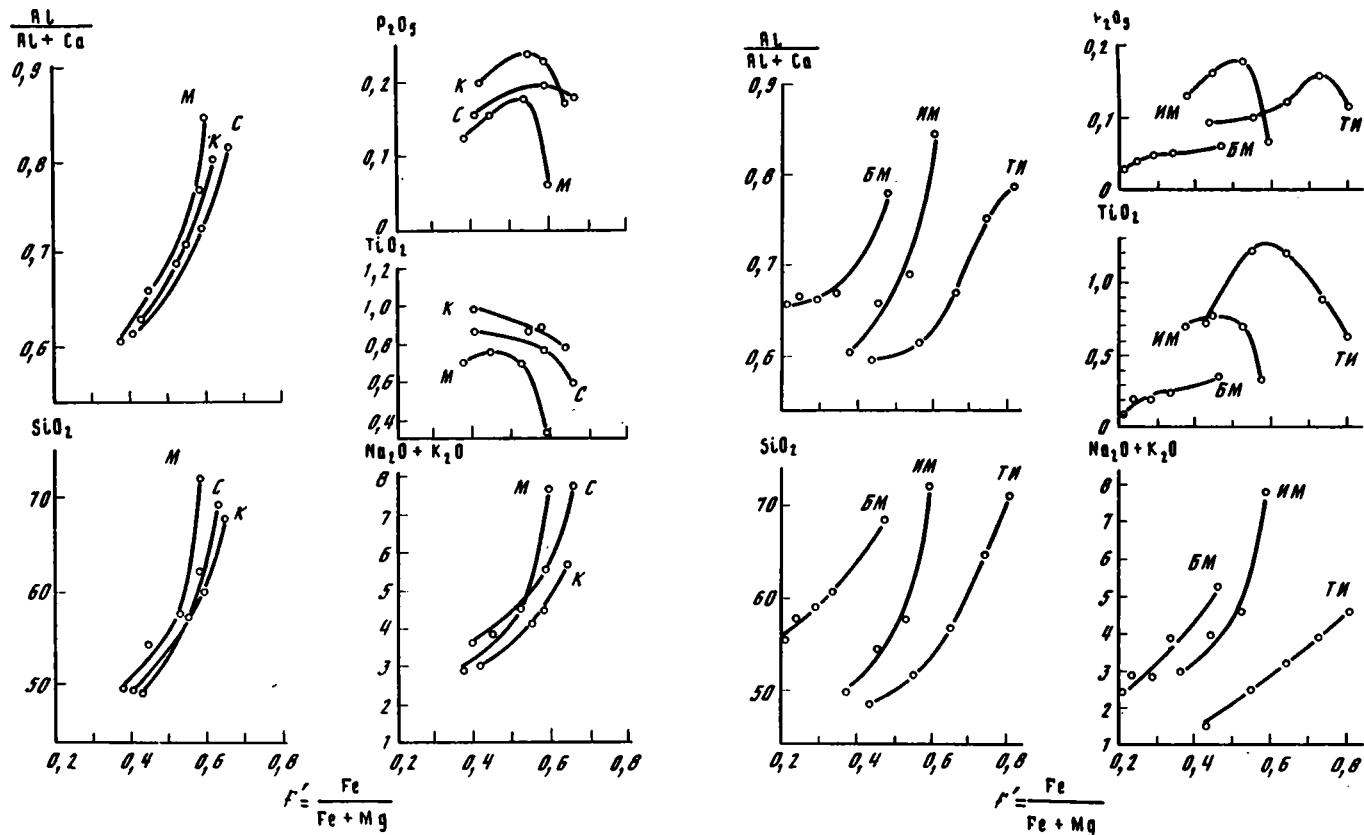 Al
Al + Ca
0,9
0,8
0,7
0,6
М
К
С
P₂O₅
0,2
0,1
0
К
С
М
TiO₂
1,2
1,0
0,8
0,6
0,4
К
М
С
SiO₂
70
60
50
М
С
К
0,2
0,4
0,6
0,8
Na₂O + K₂O
8
7
6
5
4
3
2
1
М
С
К
0,2
0,4
0,6
0,8
F' = Fe
Fe + Mg
Al
Al + Ca
0,9
0,8
0,7
0,6
БМ
ИМ
ТИ
0,2
0,1
0
ИМ
БМ
ТИ
TiO₂
1,0
0,5
0
ИМ
БМ
ТИ
SiO₂
70
60
50
БМ
ИМ
ТИ
0,2
0,4
0,6
0,8
Na₂O + K₂O
8
7
6
5
4
3
2
1
БМ
ИМ
ТИ
0,2
0,4
0,6
0,8
F' = Fe
Fe + Mg